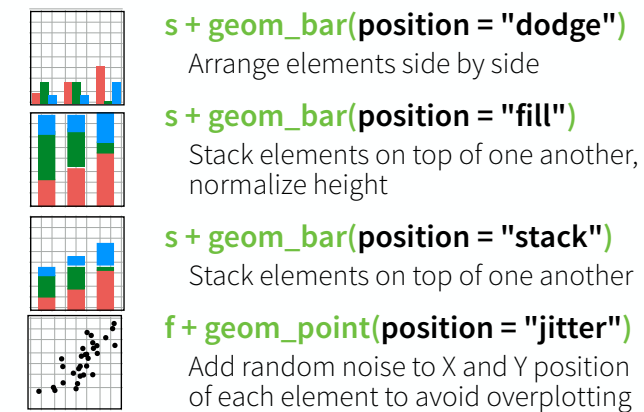 s + geom_bar(position = "dodge")
Arrange elements side by side
s + geom_bar(position = "fill")
Stack elements on top of one another,
normalize height
s + geom_bar(position = "stack")
Stack elements on top of one another
f + geom_point(position = "jitter")
Add random noise to X and Y position
of each element to avoid overplotting